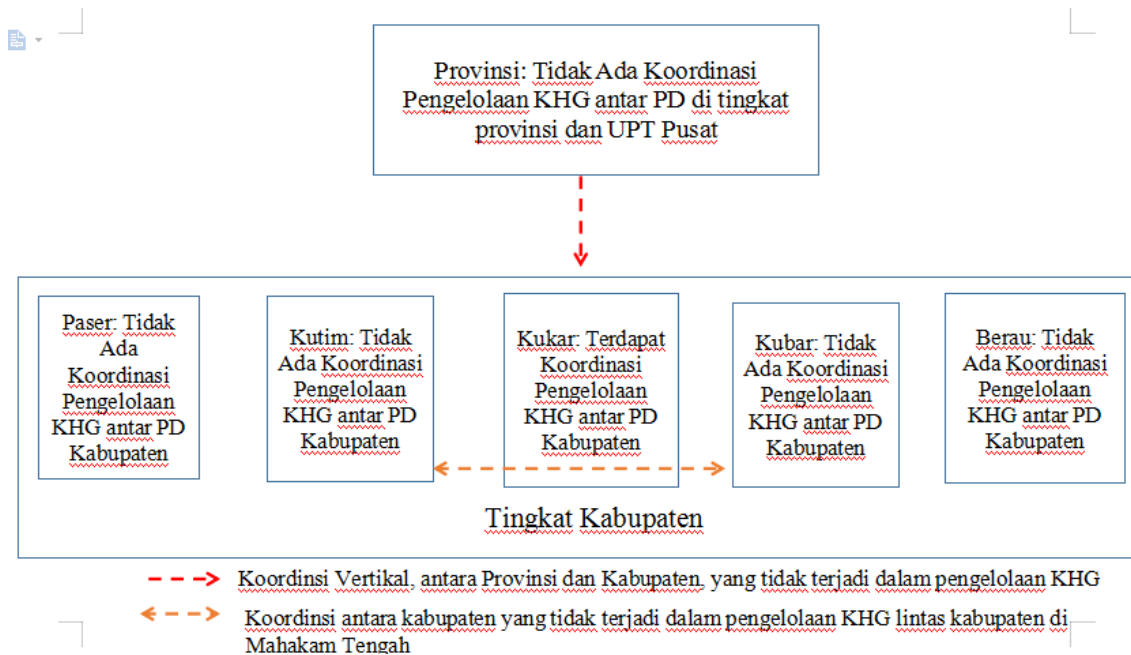 Provinsi: Tidak Ada Koordinasi
Pengelolaan KHG antar PD di tingkat
provinsi dan UPT Pusat
Paser: Tidak
Ada
Koordinasi
Pengelolaan
KHG antar PD
Kabupaten
Kutim: Tidak
Ada Koordinasi
Pengelolaan
KHG antar PD
Kabupaten
Kukar: Terdapat
Koordinasi
Pengelolaan
KHG antar PD
Kabupaten
Kubar: Tidak
Ada Koordinasi
Pengelolaan
KHG antar PD
Kabupaten
Berau: Tidak
Ada Koordinasi
Pengelolaan
KHG antar PD
Kabupaten
Tingkat Kabupaten
Koordinsi Vertikal, antara Provinsi dan Kabupaten, yang tidak terjadi dalam pengelolaan KHG
Koordinsi antara kabupaten yang tidak terjadi dalam pengelolaan KHG lintas kabupaten di
Mahakam Tengah